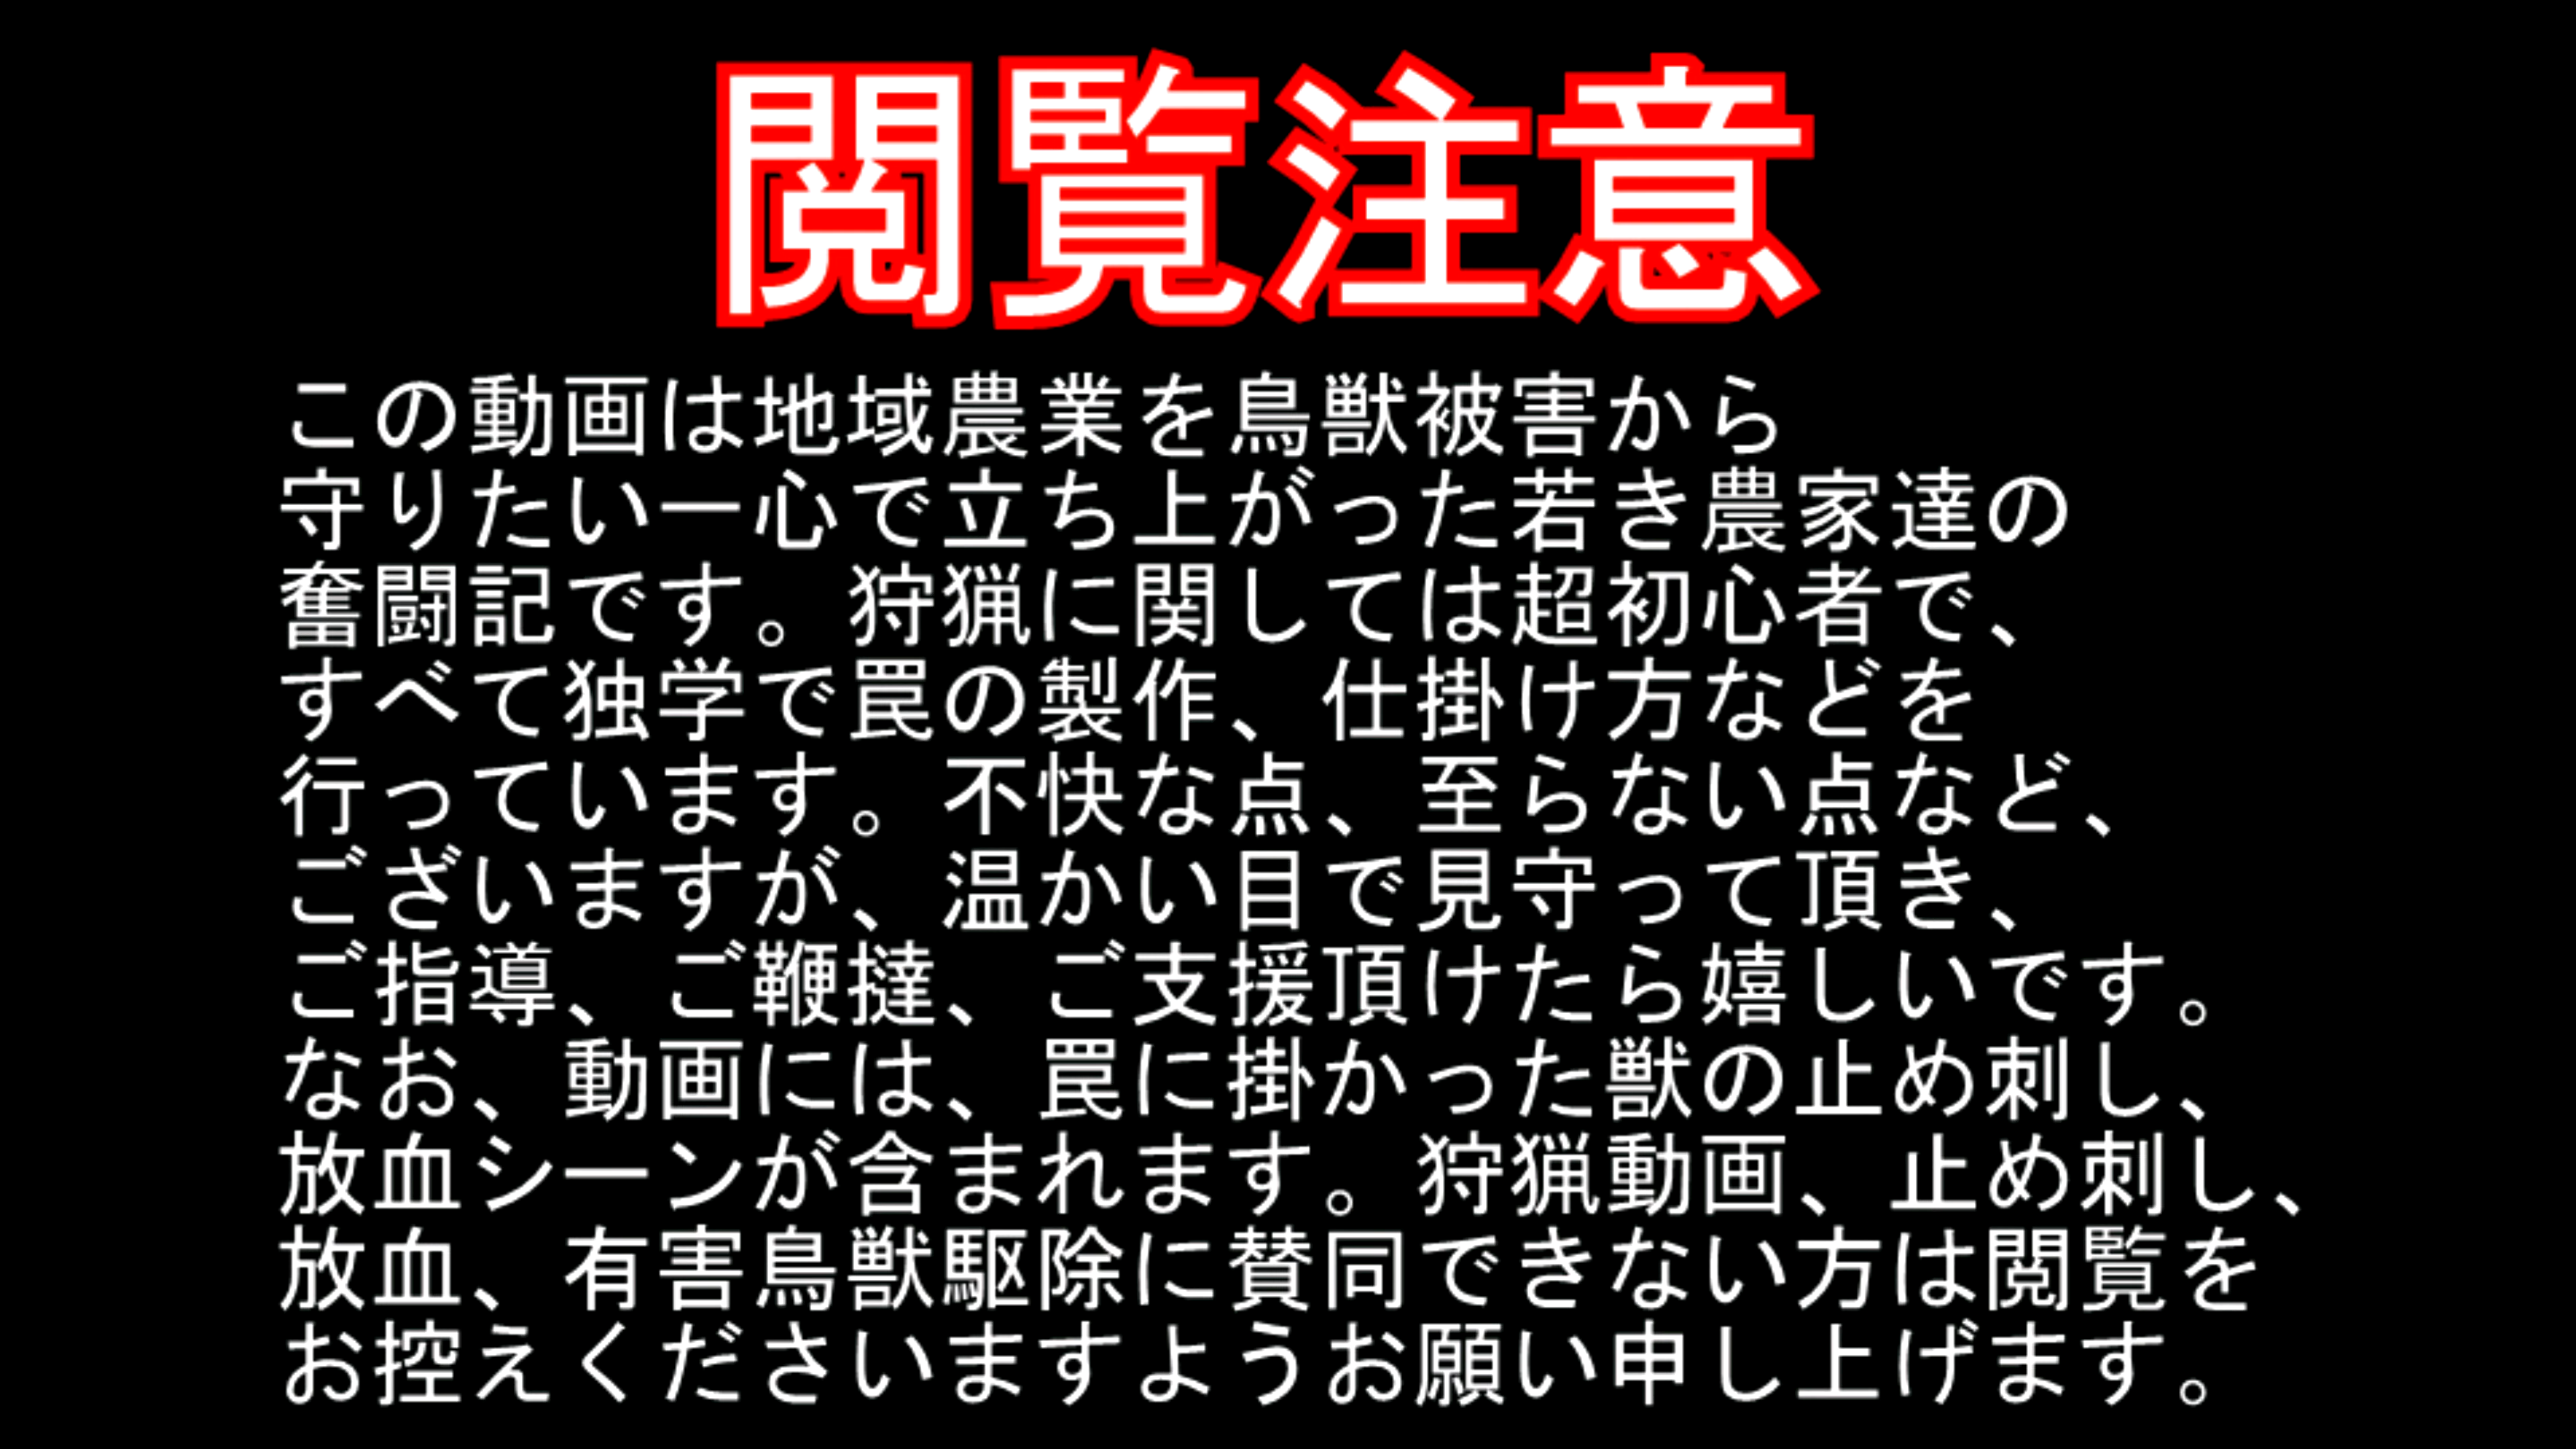 閲覧注意
この動画は地域農業を鳥獣被害から
守りたい一心で立ち上がった若き農家達の
奮闘記です。狩猟に関しては超初心者で、
すべて独学で罠の製作、仕掛け方などを
行っています。不快な点、至らない点など、
ございますが、温かい目で見守って頂き、
ご指導、ご鞭撻、ご支援頂けたら嬉しいです。
なお、動画には、罠に掛かった獣の止め刺し、
放血シーンが含まれます。狩猟動画、止め刺し、
放血、有害鳥獣駆除に賛同できない方は閲覧を
お控えくださいますようお願い申し上げます。